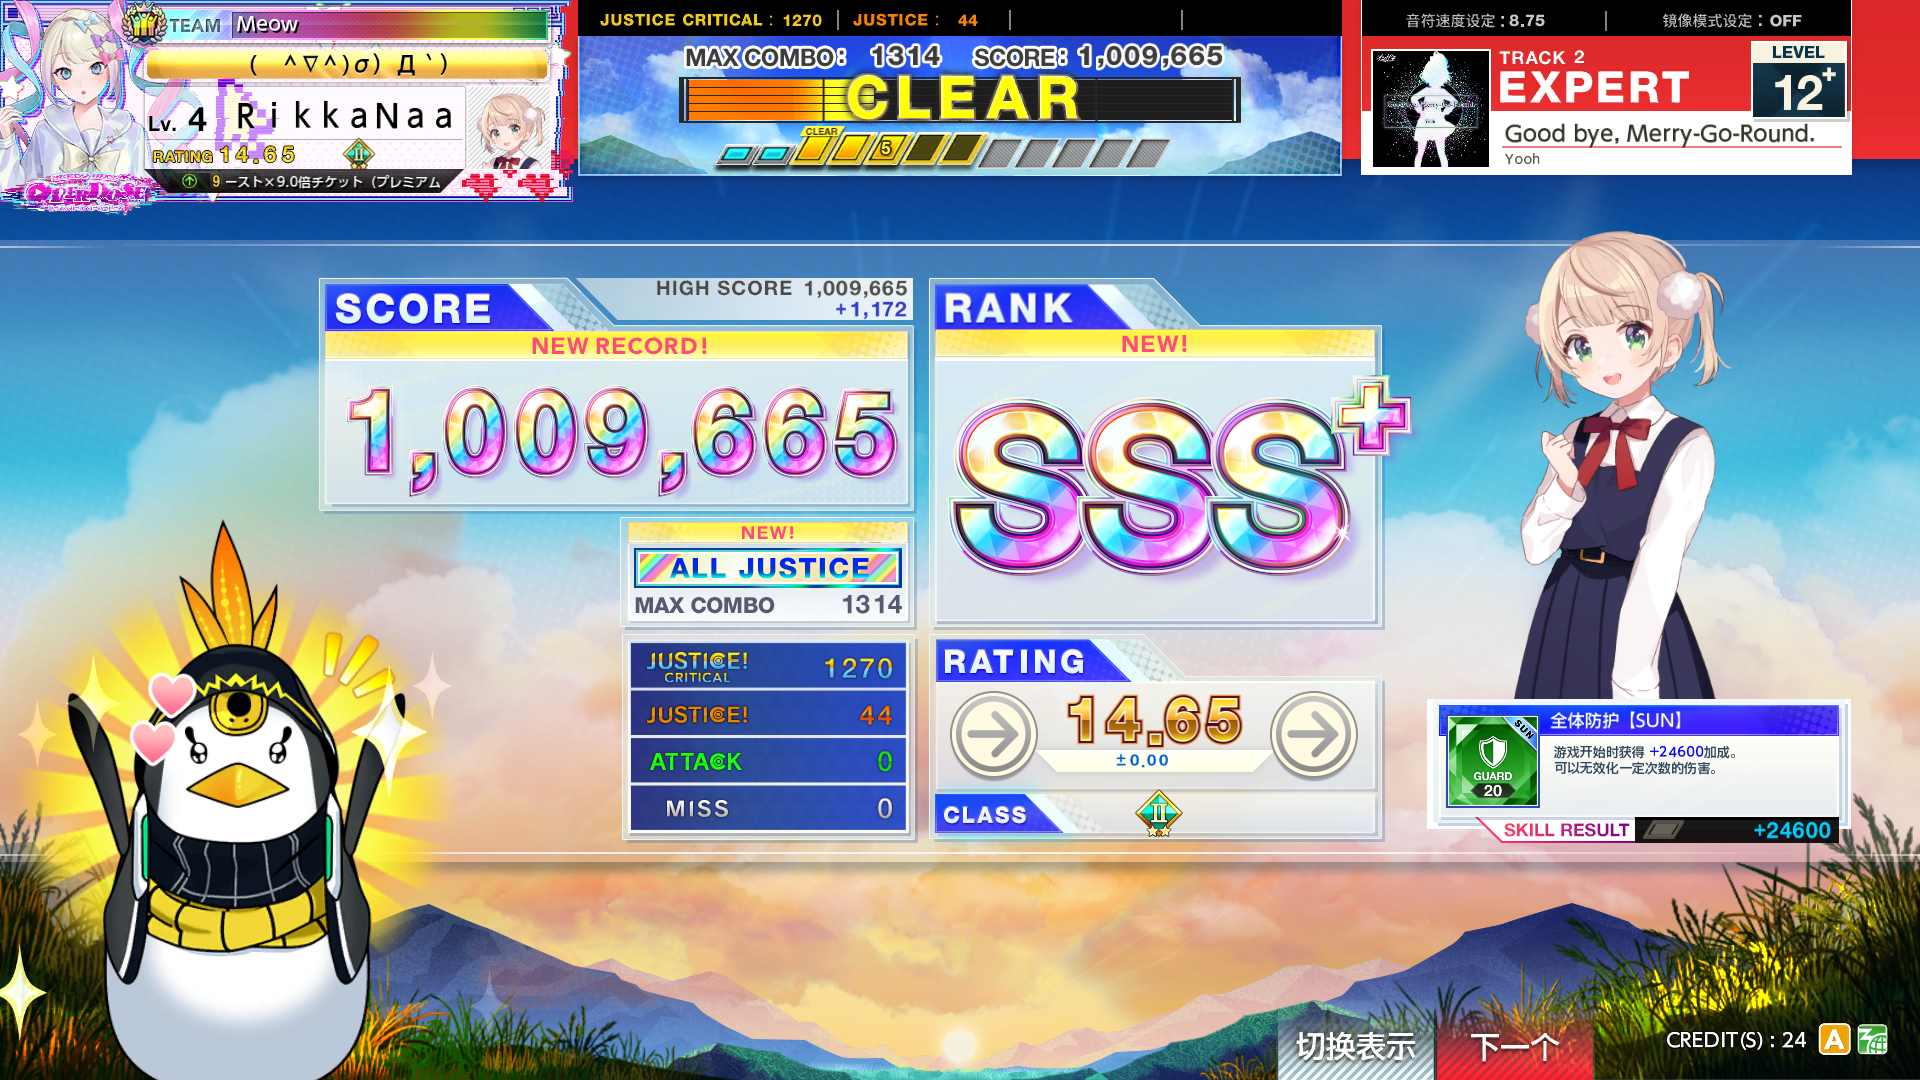 TEAM Meow
( ^∇^)σ) Д`)
Lv. 4 RikkaNaa
RATING 14.65
II
9 ースト×9.0倍チケット (プレミアム
OVERDOSE
JUSTICE CRITICAL : 1270 JUSTICE : 44
MAX COMBO: 1314 SCORE: 1,009,665
CLEAR
CLEAR
5
音符速度设定 : 8.75
镜像模式设定 : OFF
TRACK 2
EXPERT
LEVEL
12+
Good bye, Merry-Go-Round.
Yooh
SCORE
HIGH SCORE 1,009,665
+1,172
NEW RECORD!
1,009,665
RANK
NEW!
SSS+
NEW!
ALL JUSTICE
MAX COMBO 1314
JUSTICE! CRITICAL 1270
JUSTICE! 44
ATTACK 0
MISS 0
RATING
14.65
±0.00
CLASS
II
全体防护【SUN】
SUN
GUARD
20
游戏开始时获得 +24600加成。
可以无效化一定次数的伤害。
SKILL RESULT
+24600
切换表示
下一个
CREDIT(S) : 24
A